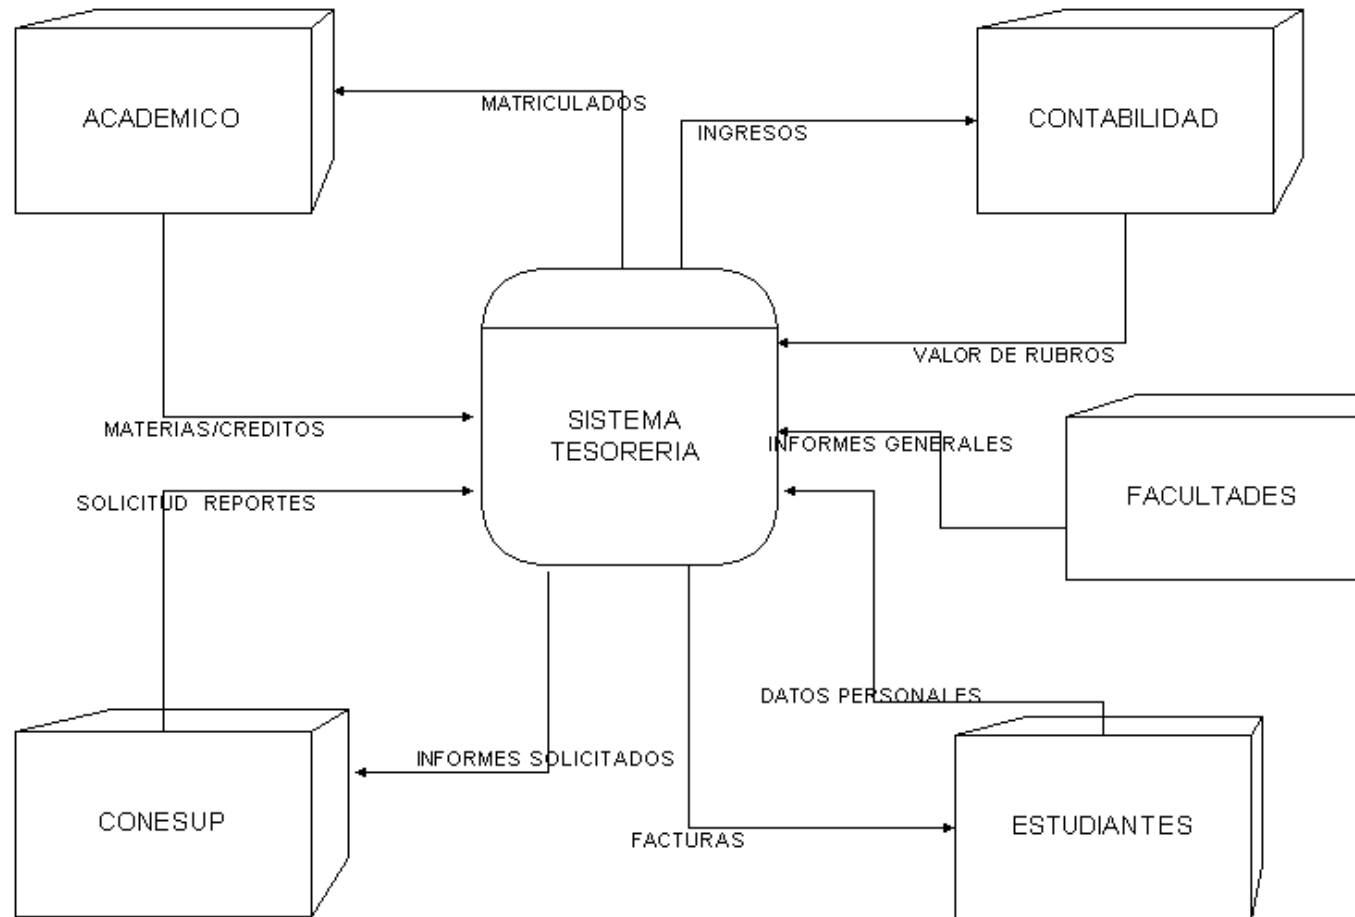 ACADEMICO
MATRICULADOS
INGRESOS
CONTABILIDAD
VALOR DE RUBROS
MATERIAS/CREDITOS
SISTEMA
TESORERIA
INFORMES GENERALES
FACULTADES
SOLICITUD REPORTES
DATOS PERSONALES
INFORMES SOLICITADOS
CONESUP
FACTURAS
ESTUDIANTES